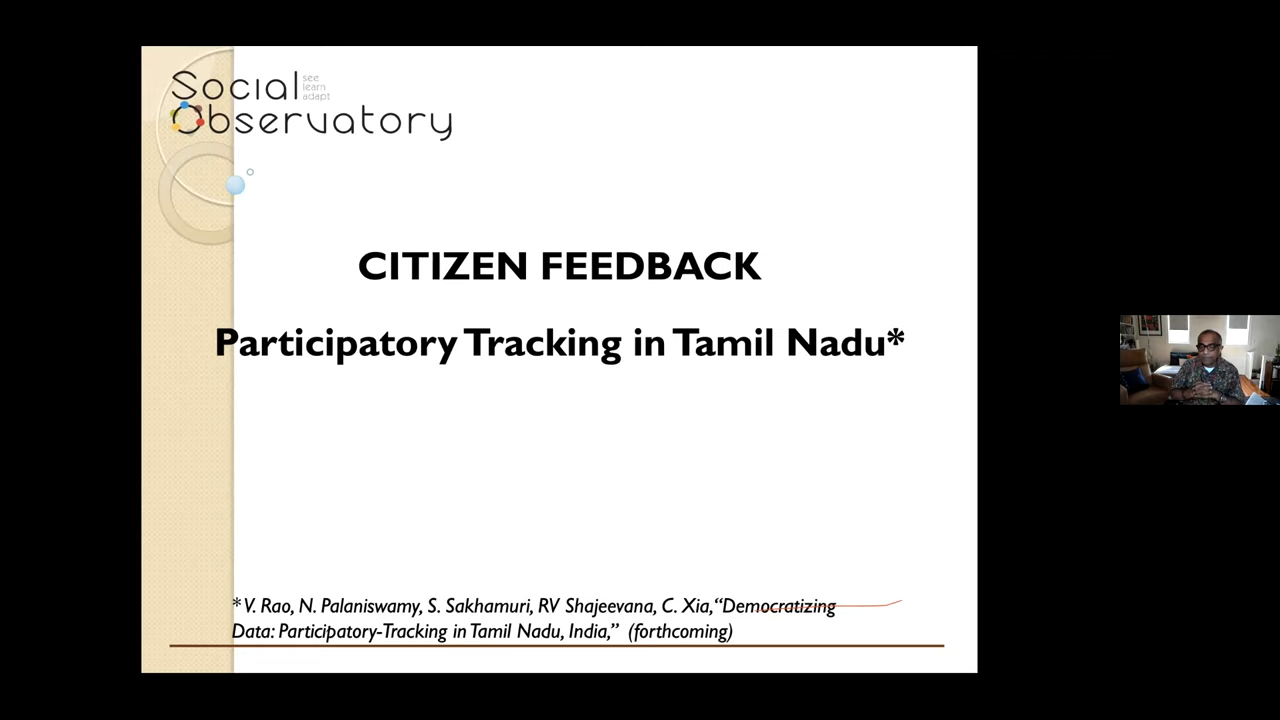 Social
see
learn
adapt
Observatory
CITIZEN FEEDBACK
Participatory Tracking in Tamil Nadu*
* V. Rao, N. Palaniswamy, S. Sakhamuri, RV Shajeevana, C. Xia,“Democratizing
Data: Participatory-Tracking in Tamil Nadu, India,” (forthcoming)